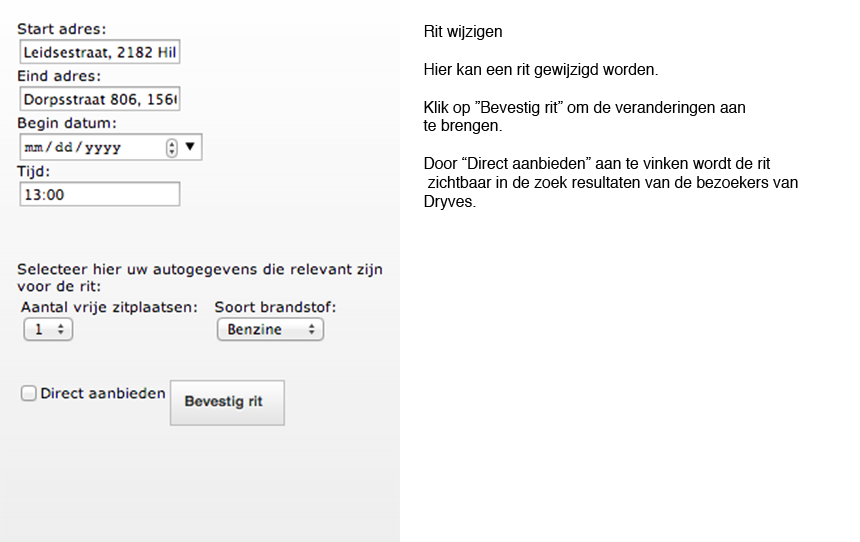 Start adres:
Leidsestraat, 2182 Hil
Eind adres:
Dorpsstraat 806, 156
Begin datum:
mm/dd/yyyy
Tijd:
13:00
Selecteer hier uw autogegevens die relevant zijn
voor de rit:
Aantal vrije zitplaatsen: Soort brandstof:
1 Benzine
Direct aanbieden Bevestig rit
Rit wijzigen
Hier kan een rit gewijzigd worden.
Klik op ”Bevestig rit” om de veranderingen aan
te brengen.
Door “Direct aanbieden” aan te vinken wordt de rit
zichtbaar in de zoek resultaten van de bezoekers van
Dryves.